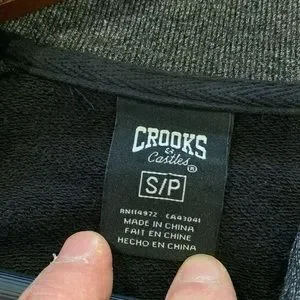 CROOKS
&
Castles®
S/P
RN114972 CA43041
MADE IN CHINA
FAIT EN CHINE
HECHO EN CHINA